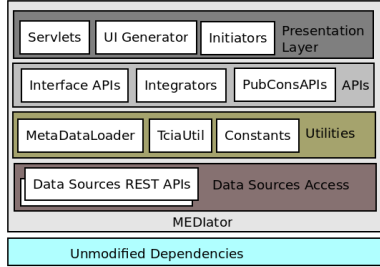 Servlets UI Generator Initiators Presentation
Layer
Interface APIs Integrators PubConsAPIs APIs
MetaDataLoader TciaUtil Constants Utilities
Data Sources REST APIs Data Sources Access
MEDIator
Unmodified Dependencies